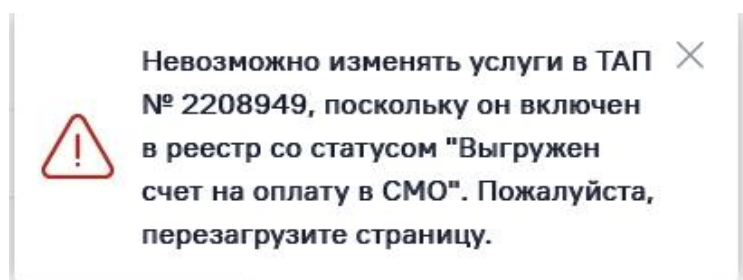 Невозможно изменять услуги в ТАП
№ 2208949, поскольку он включен
в реестр со статусом "Выгружен
счет на оплату в СМО". Пожалуйста,
перезагрузите страницу.